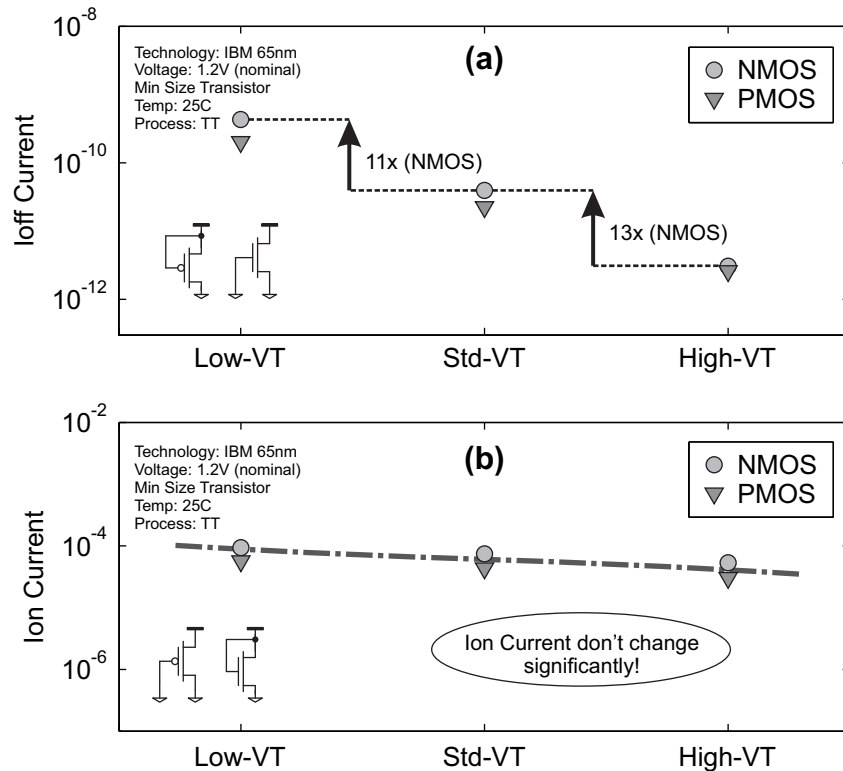 10^-8
Technology: IBM 65nm
Voltage: 1.2V (nominal)
Min Size Transistor
Temp: 25C
Process: TT
(a)
NMOS
PMOS
11x (NMOS)
13x (NMOS)
10^-10
10^-12
Ioff Current
Low-VT
Std-VT
High-VT
10^-2
Technology: IBM 65nm
Voltage: 1.2V (nominal)
Min Size Transistor
Temp: 25C
Process: TT
(b)
NMOS
PMOS
10^-4
10^-6
Ion Current
Ion Current don't change
significantly!
Low-VT
Std-VT
High-VT